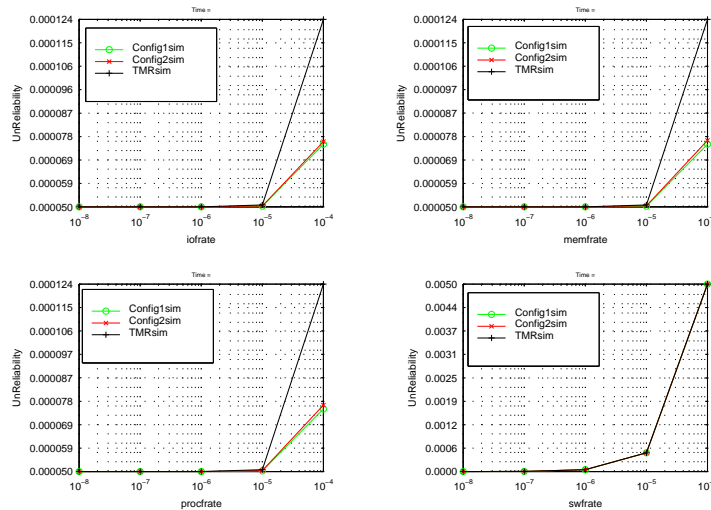 Time =
0.000124
0.000115
0.000106
0.000096
0.000087
0.000078
0.000069
0.000059
0.000050
UnReliability
Config1sim
Config2sim
TMRsim
10⁻⁸ 10⁻⁷ 10⁻⁶ 10⁻⁵ 10⁻⁴
iofrate
Time =
0.000124
0.000115
0.000106
0.000096
0.000087
0.000078
0.000069
0.000059
0.000050
UnReliability
Config1sim
Config2sim
TMRsim
10⁻⁸ 10⁻⁷ 10⁻⁶ 10⁻⁵
memfrate
Time =
0.000124
0.000115
0.000106
0.000097
0.000087
0.000078
0.000069
0.000059
0.000050
UnReliability
Config1sim
Config2sim
TMRsim
10⁻⁸ 10⁻⁷ 10⁻⁶ 10⁻⁵ 10⁻⁴
procfrate
Time =
0.0050
0.0044
0.0037
0.0031
0.0025
0.0019
0.0012
0.0006
0.0000
UnReliability
Config1sim
Config2sim
TMRsim
10⁻⁸ 10⁻⁷ 10⁻⁶ 10⁻⁵
swfrate